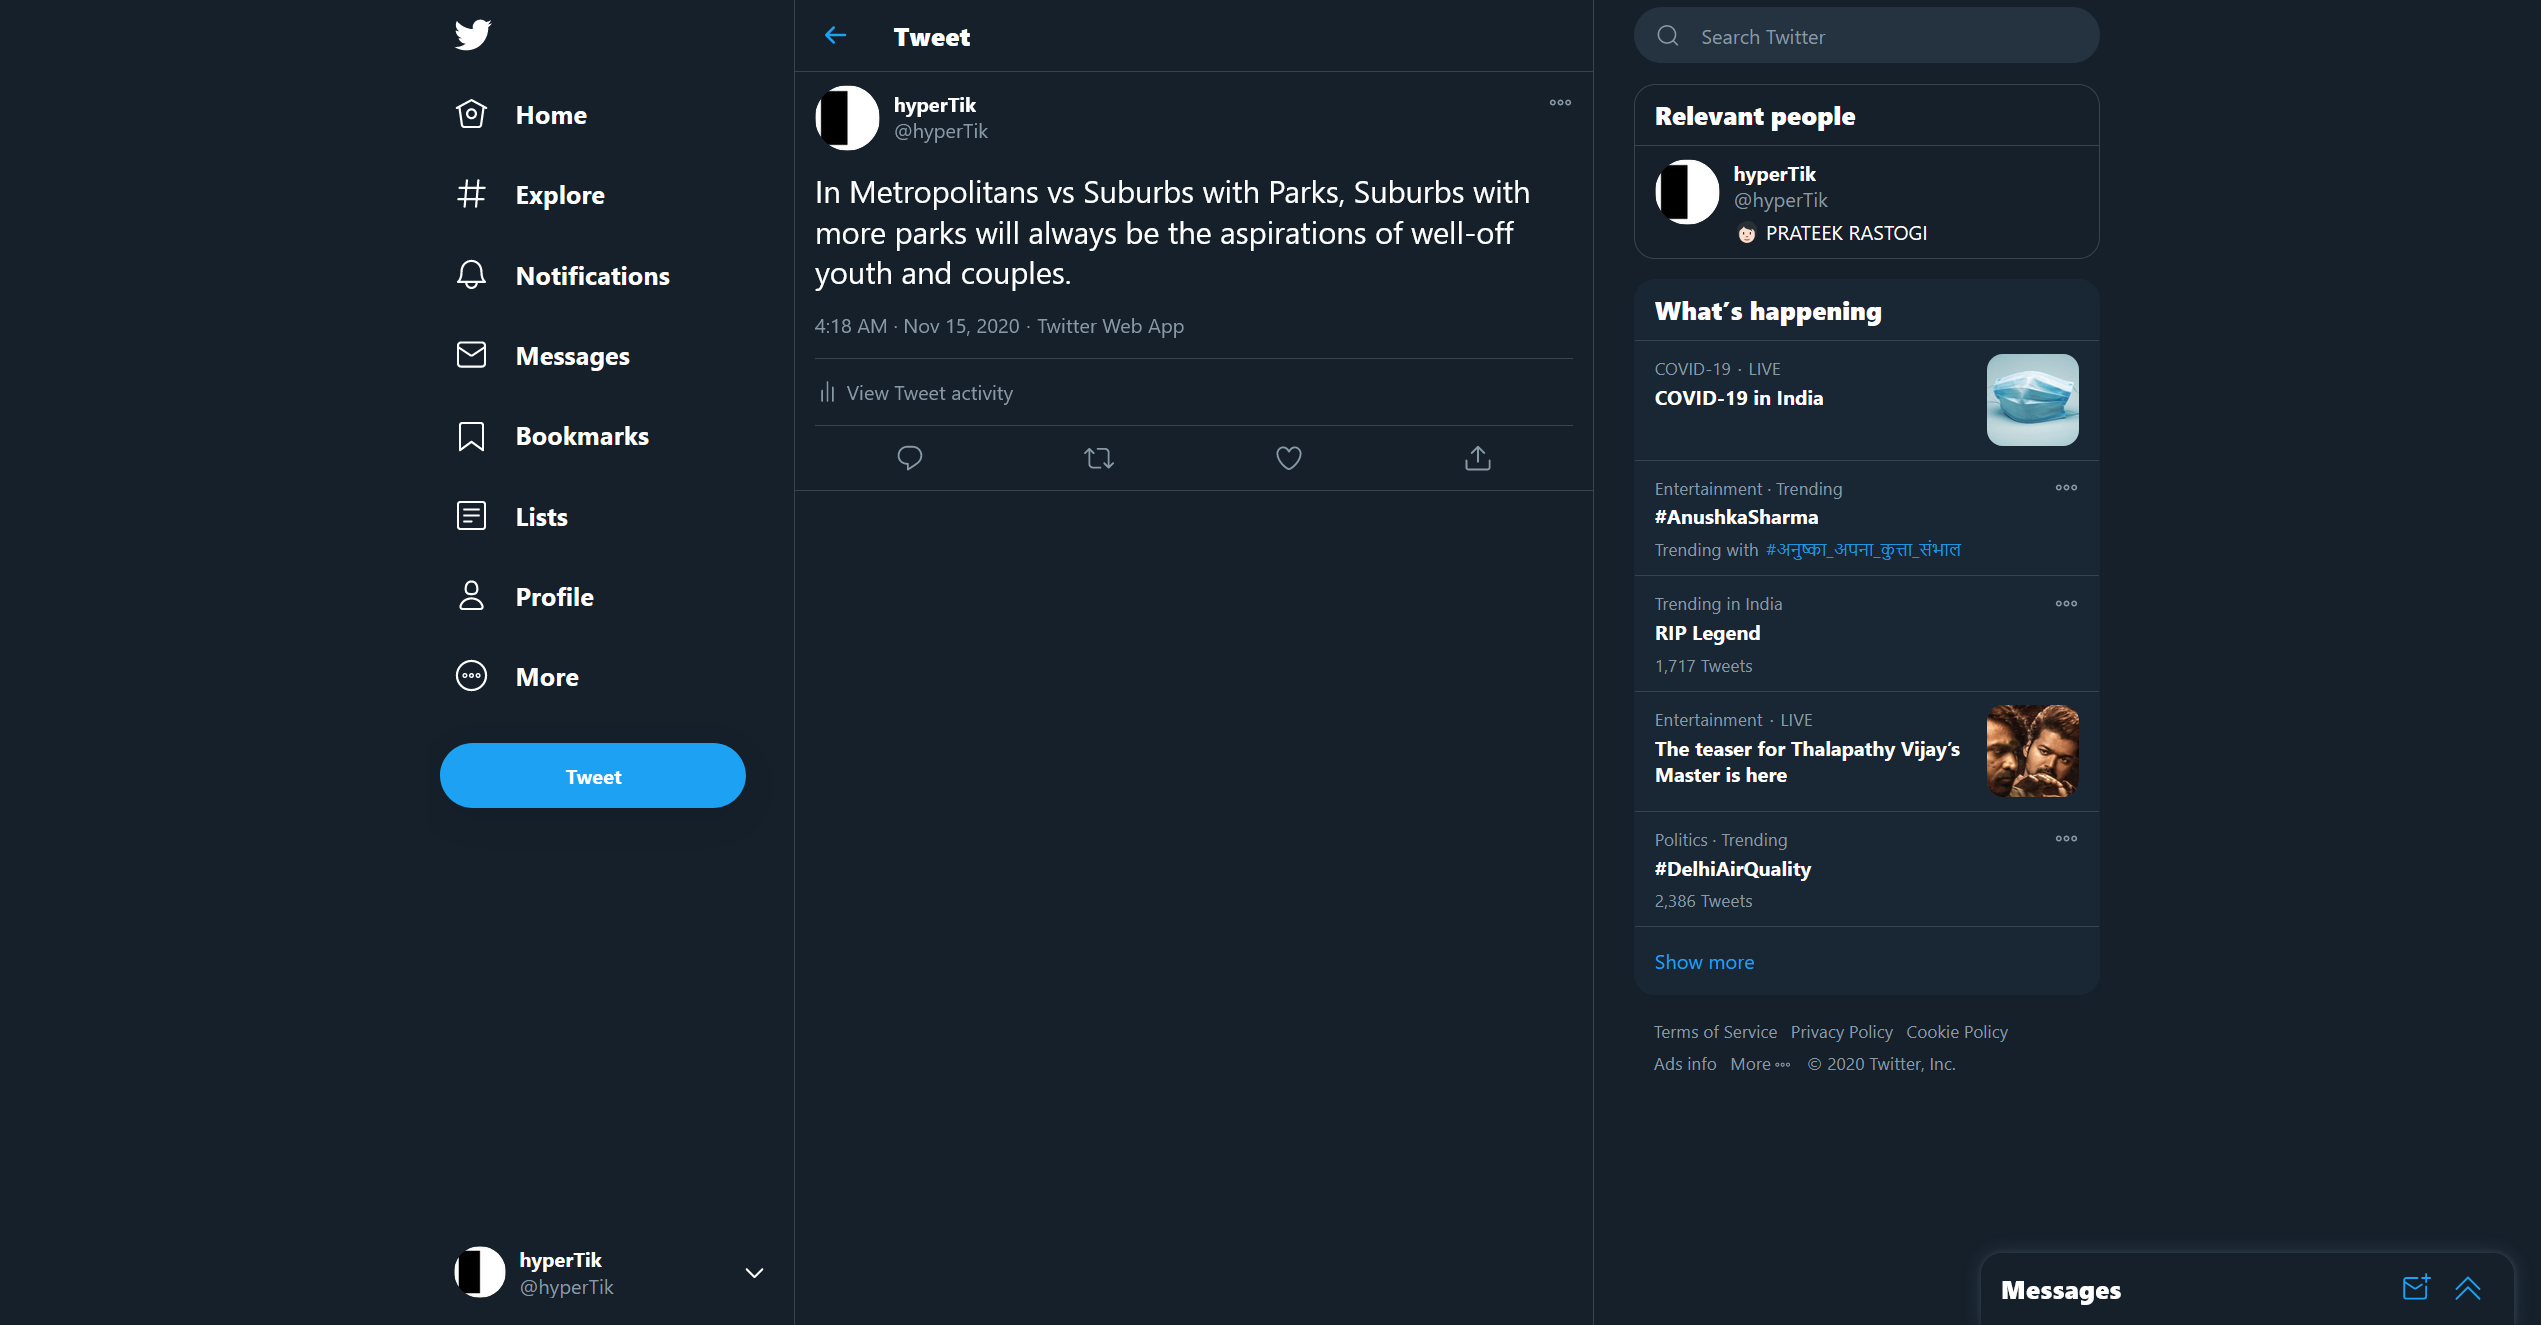 Home
Explore
Notifications
Messages
Bookmarks
Lists
Profile
More
Tweet
hyperTik
@hyperTik
Tweet
hyperTik
@hyperTik
In Metropolitans vs Suburbs with Parks, Suburbs with
more parks will always be the aspirations of well-off
youth and couples.
4:18 AM · Nov 15, 2020 · Twitter Web App
View Tweet activity
Search Twitter
Relevant people
hyperTik
@hyperTik
PRATEEK RASTOGI
What's happening
COVID-19 · LIVE
COVID-19 in India
Entertainment · Trending
#AnushkaSharma
Trending with #अनुष्का_अपना_कुत्ता_संभाल
Trending in India
RIP Legend
1,717 Tweets
Entertainment · LIVE
The teaser for Thalapathy Vijay's
Master is here
Politics · Trending
#DelhiAirQuality
2,386 Tweets
Show more
Terms of Service Privacy Policy Cookie Policy
Ads info More © 2020 Twitter, Inc.
Messages